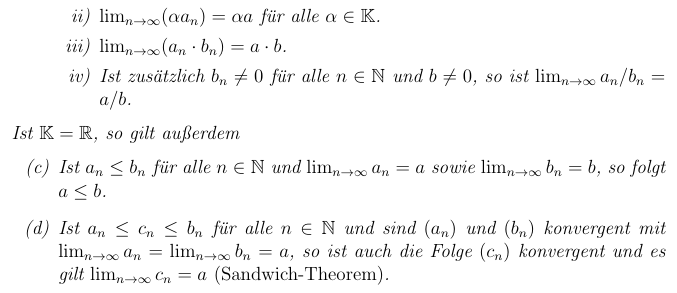 ii) lim_{n→∞}(αa_n) = αa für alle α ∈ 𝕂.
iii) lim_{n→∞}(a_n · b_n) = a · b.
iv) Ist zusätzlich b_n ≠ 0 für alle n ∈ ℕ und b ≠ 0, so ist lim_{n→∞} a_n/b_n =
a/b.
Ist 𝕂 = ℝ, so gilt außerdem
(c) Ist a_n ≤ b_n für alle n ∈ ℕ und lim_{n→∞} a_n = a sowie lim_{n→∞} b_n = b, so folgt
a ≤ b.
(d) Ist a_n ≤ c_n ≤ b_n für alle n ∈ ℕ und sind (a_n) und (b_n) konvergent mit
lim_{n→∞} a_n = lim_{n→∞} b_n = a, so ist auch die Folge (c_n) konvergent und es
gilt lim_{n→∞} c_n = a (Sandwich-Theorem).